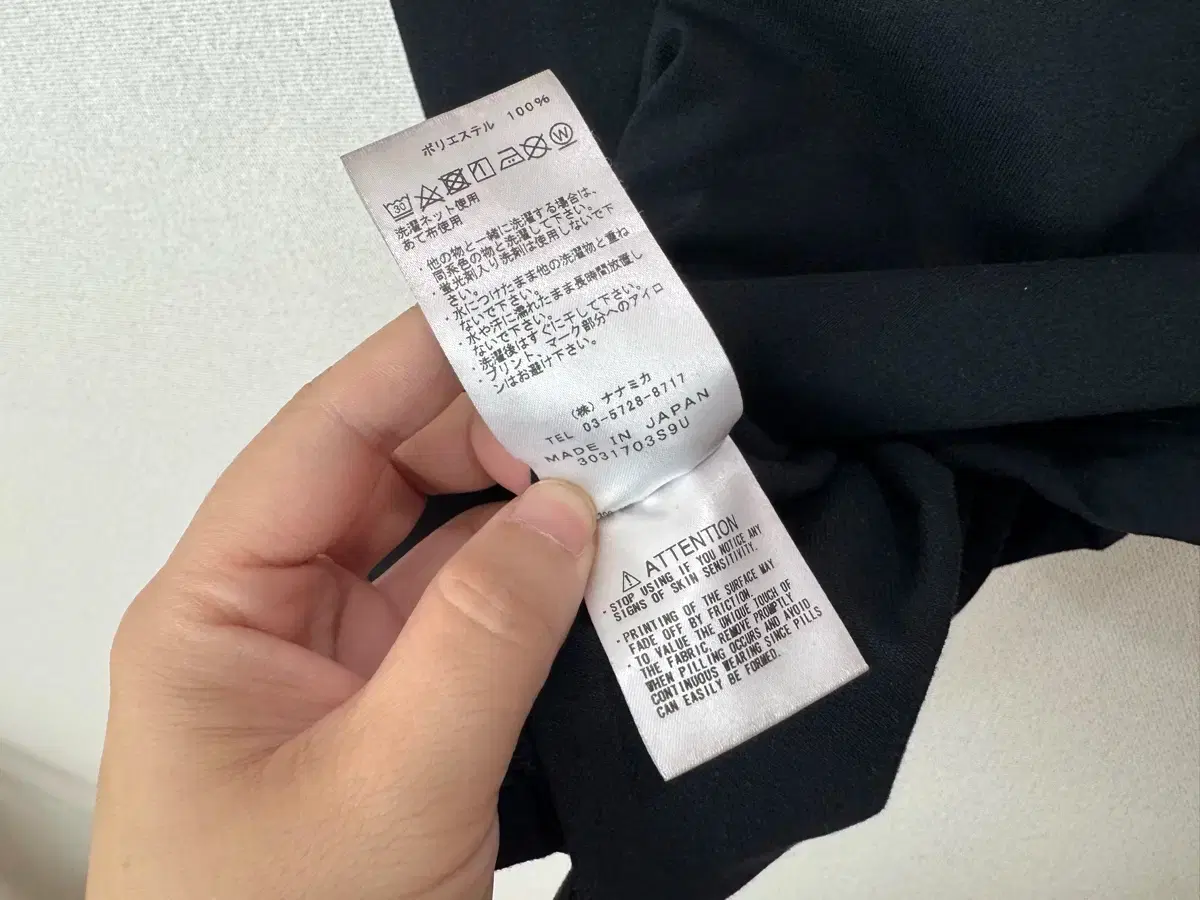 ポリエステル 100%
30 W
洗濯ネット使用
あて布使用
・他の物と一緒に洗濯する場合は、
同系色の物と洗濯して下さい。
・蛍光剤入り洗剤は使用しないで下
さい。
・水につけたまま他の洗濯物と重ね
ないで下さい。
・水や汗に濡れたまま長時間放置し
ないで下さい。
・洗濯後はすぐに干して下さい。
・プリント、マーク部分へのアイロ
ンはお避け下さい。
(株) ナナミカ
TEL 03-5728-8717
MADE IN JAPAN
3031703S9U
ATTENTION
・STOP USING IF YOU NOTICE ANY
SIGNS OF SKIN SENSITIVITY.
・PRINTING OF THE SURFACE MAY
FADE OFF BY FRICTION.
・TO VALUE THE UNIQUE TOUCH OF
THE FABRIC, REMOVE PROMPTLY
WHEN PILLING OCCURS AND AVOID
CONTINUOUS WEARING SINCE PILLS
CAN EASILY BE FORMED.